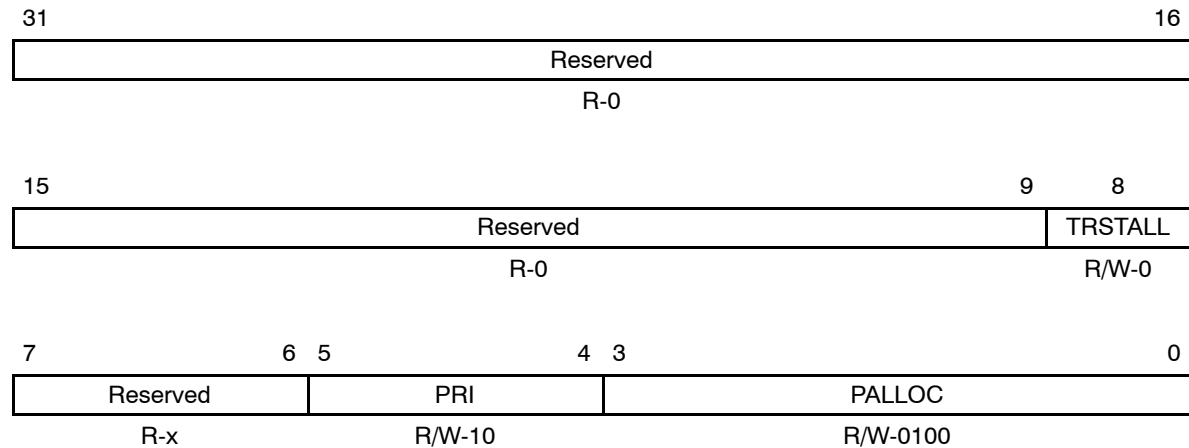 31 16
Reserved
R-0
15 9 8
Reserved TRSTALL
R-0 R/W-0
7 6 5 4 3 0
Reserved PRI PALLOC
R-x R/W-10 R/W-0100